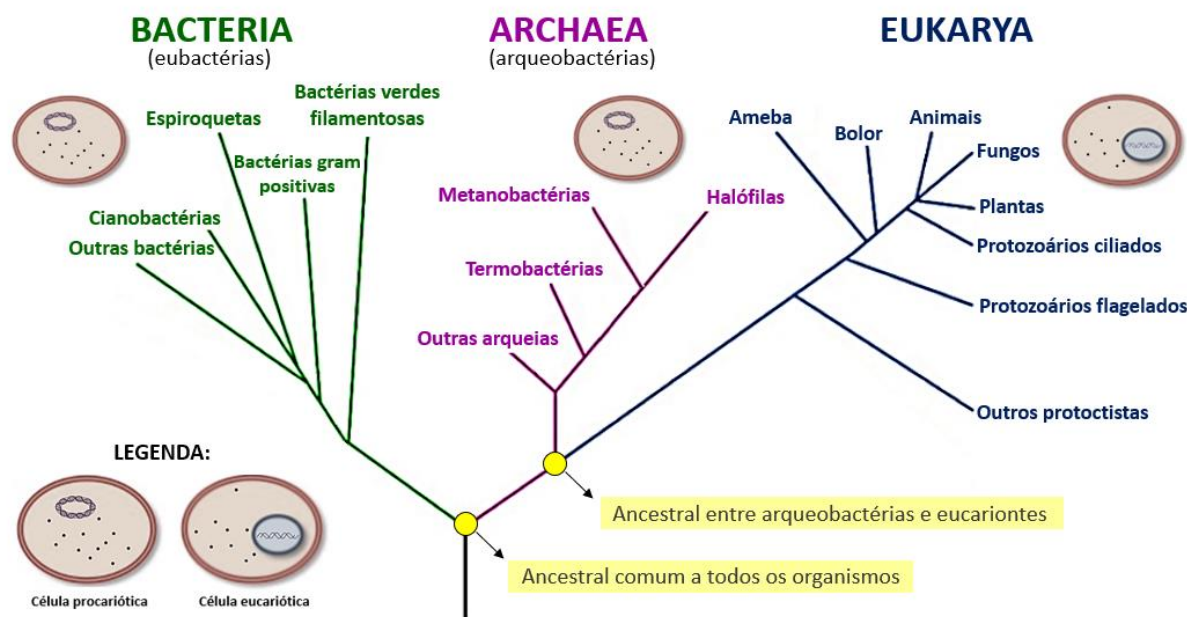 BACTERIA
(eubactérias)
ARCHAEA
(arqueobactérias)
EUKARYA
Bactérias verdes
filamentosas
Espiroquetas
Bactérias gram
positivas
Cianobactérias
Outras bactérias
Metanobactérias
Halófilas
Termobactérias
Outras arqueias
Ameba
Bolor
Animais
Fungos
Plantas
Protozoários ciliados
Protozoários flagelados
Outros protoctistas
LEGENDA:
Célula procariótica
Célula eucariótica
Ancestral entre arqueobactérias e eucariontes
Ancestral comum a todos os organismos